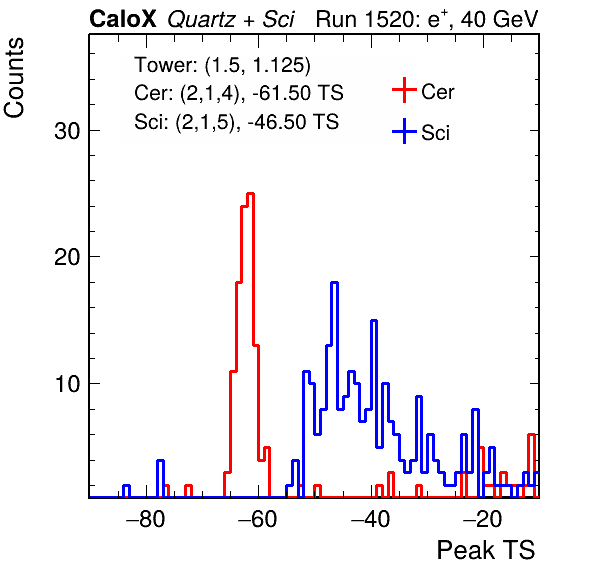 CaloX Quartz + Sci Run 1520: e+, 40 GeV
Counts
Tower: (1.5, 1.125)
Cer: (2,1,4), -61.50 TS
Sci: (2,1,5), -46.50 TS
Cer
Sci
30
20
10
−80 −60 −40 −20
Peak TS